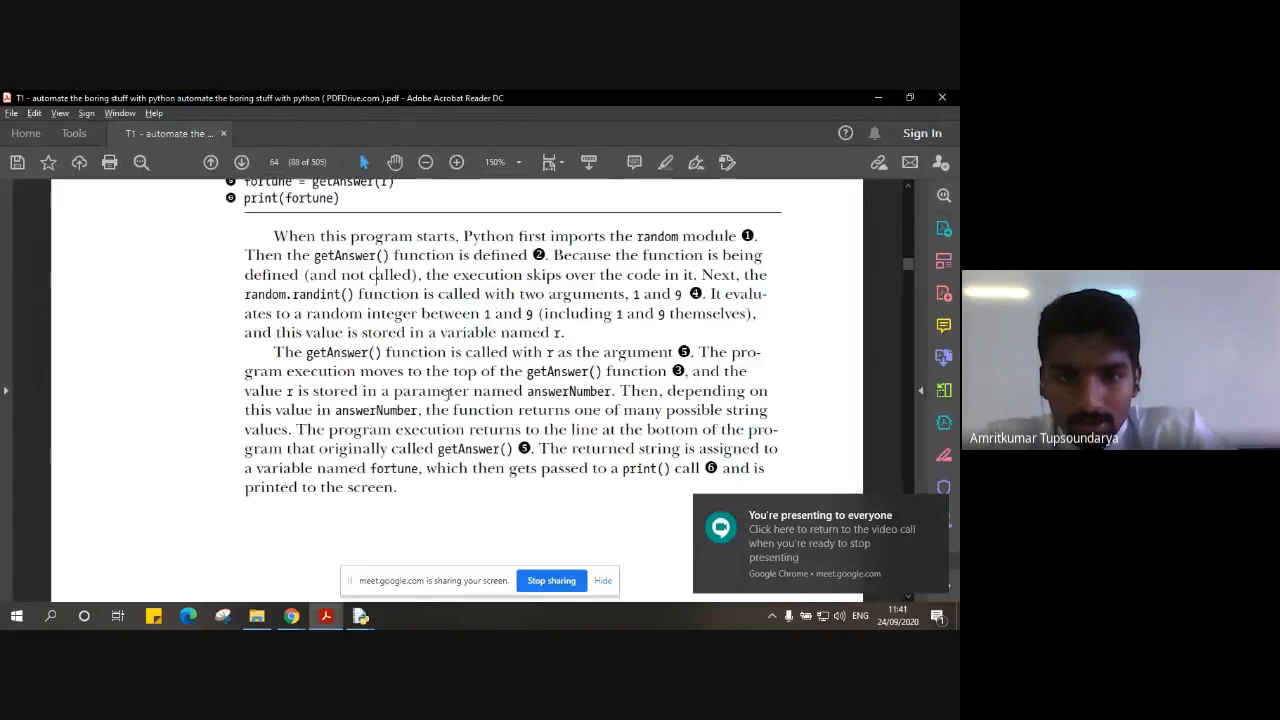 T1 - automate the boring stuff with python automate the boring stuff with python ( PDFDrive.com ).pdf - Adobe Acrobat Reader DC
File Edit View Sign Window Help
Home Tools T1 - automate the ... × Sign In
64 (88 of 505) 150%
❺ fortune = getAnswer(r)
❻ print(fortune)
When this program starts, Python first imports the random module ❶.
Then the getAnswer() function is defined ❷. Because the function is being
defined (and not called), the execution skips over the code in it. Next, the
random.randint() function is called with two arguments, 1 and 9 ❹. It evalu-
ates to a random integer between 1 and 9 (including 1 and 9 themselves),
and this value is stored in a variable named r.
The getAnswer() function is called with r as the argument ❺. The pro-
gram execution moves to the top of the getAnswer() function ❸, and the
value r is stored in a parameter named answerNumber. Then, depending on
this value in answerNumber, the function returns one of many possible string
values. The program execution returns to the line at the bottom of the pro-
gram that originally called getAnswer() ❺. The returned string is assigned to
a variable named fortune, which then gets passed to a print() call ❻ and is
printed to the screen.
Amritkumar Tupsoundarya
You're presenting to everyone
Click here to return to the video call
when you're ready to stop
presenting
Google Chrome • meet.google.com
meet.google.com is sharing your screen. Stop sharing Hide
ENG
11:41
24/09/2020
1